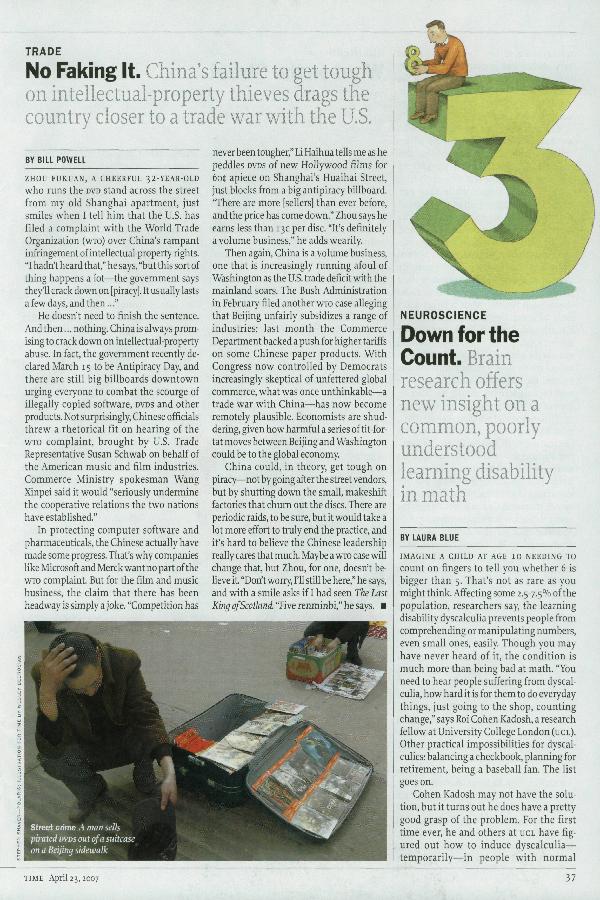 TRADE
No Faking It. China's failure to get tough
on intellectual-property thieves drags the
country closer to a trade war with the U.S.
BY BILL POWELL
ZHOU FUKUAN, A CHEERFUL 32-YEAR-OLD
who runs the DVD stand across the street
from my old Shanghai apartment, just
smiles when I tell him that the U.S. has
filed a complaint with the World Trade
Organization (WTO) over China's rampant
infringement of intellectual-property rights.
"I hadn't heard that," he says, "but this sort of
thing happens a lot—the government says
they'll crack down on [piracy]. It usually lasts
a few days, and then ..."
He doesn't need to finish the sentence.
And then ... nothing. China is always prom-
ising to crack down on intellectual-property
abuse. In fact, the government recently de-
clared March 15 to be Antipiracy Day, and
there are still big billboards downtown
urging everyone to combat the scourge of
illegally copied software, DVDs and other
products. Not surprisingly, Chinese officials
threw a rhetorical fit on hearing of the
WTO complaint, brought by U.S. Trade
Representative Susan Schwab on behalf of
the American music and film industries.
Commerce Ministry spokesman Wang
Xinpei said it would "seriously undermine
the cooperative relations the two nations
have established."
In protecting computer software and
pharmaceuticals, the Chinese actually have
made some progress. That's why companies
like Microsoft and Merck want no part of the
WTO complaint. But for the film and music
business, the claim that there has been
headway is simply a joke. "Competition has
never been tougher," Li Haihua tells me as he
peddles DVDs of new Hollywood films for
60¢ apiece on Shanghai's Huaihai Street,
just blocks from a big antipiracy billboard.
"There are more [sellers] than ever before,
and the price has come down." Zhou says he
earns less than 13¢ per disc. "It's definitely
a volume business," he adds wearily.
Then again, China is a volume business,
one that is increasingly running afoul of
Washington as the U.S. trade deficit with the
mainland soars. The Bush Administration
in February filed another WTO case alleging
that Beijing unfairly subsidizes a range of
industries; last month the Commerce
Department backed a push for higher tariffs
on some Chinese paper products. With
Congress now controlled by Democrats
increasingly skeptical of unfettered global
commerce, what was once unthinkable—a
trade war with China—has now become
remotely plausible. Economists are shud-
dering, given how harmful a series of tit-for-
tat moves between Beijing and Washington
could be to the global economy.
China could, in theory, get tough on
piracy—not by going after the street vendors,
but by shutting down the small, makeshift
factories that churn out the discs. There are
periodic raids, to be sure, but it would take a
lot more effort to truly end the practice, and
it's hard to believe the Chinese leadership
really cares that much. Maybe a WTO case will
change that, but Zhou, for one, doesn't be-
lieve it. "Don't worry, I'll still be here," he says,
and with a smile asks if I had seen The Last
King of Scotland. "Five renminbi," he says. ■
Street crime A man sells
pirated DVDs out of a suitcase
on a Beijing sidewalk
8
3
NEUROSCIENCE
Down for the
Count. Brain
research offers
new insight on a
common, poorly
understood
learning disability
in math
BY LAURA BLUE
IMAGINE A CHILD AT AGE 10 NEEDING TO
count on fingers to tell you whether 6 is
bigger than 5. That's not as rare as you
might think. Affecting some 2.5-7.5% of the
population, researchers say, the learning
disability dyscalculia prevents people from
comprehending or manipulating numbers,
even small ones, easily. Though you may
have never heard of it, the condition is
much more than being bad at math. "You
need to hear people suffering from dyscal-
culia, how hard it is for them to do everyday
things, just going to the shop, counting
change," says Roi Cohen Kadosh, a research
fellow at University College London (UCL).
Other practical impossibilities for dyscal-
culics: balancing a checkbook, planning for
retirement, being a baseball fan. The list
goes on.
Cohen Kadosh may not have the solu-
tion, but it turns out he does have a pretty
good grasp of the problem. For the first
time ever, he and others at UCL have fig-
ured out how to induce dyscalculia—
temporarily—in people with normal
TIME April 23, 2007
37